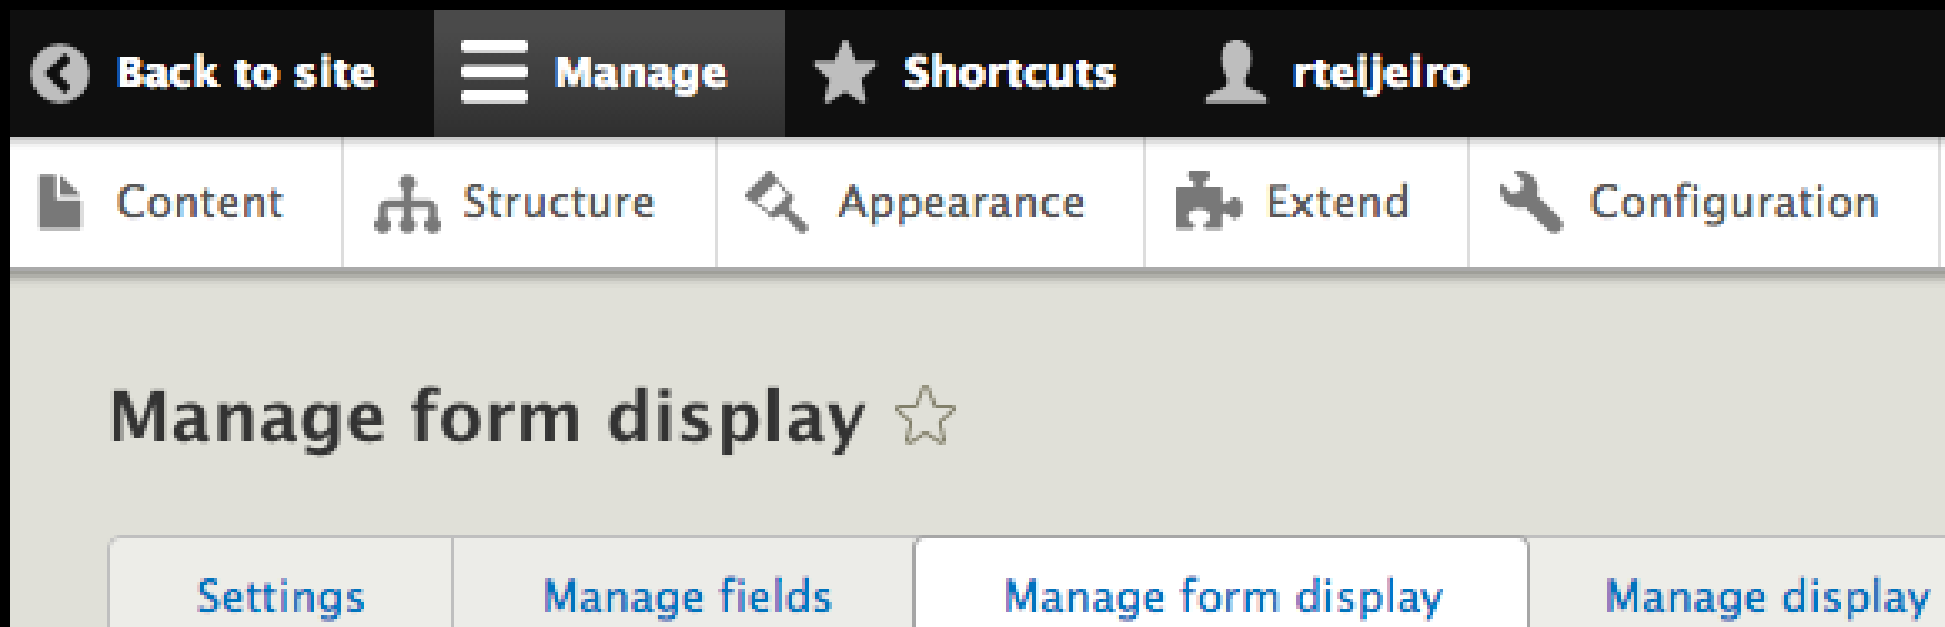 Back to site Manage Shortcuts rteijeiro
Content Structure Appearance Extend Configuration
Manage form display
Settings Manage fields Manage form display Manage display